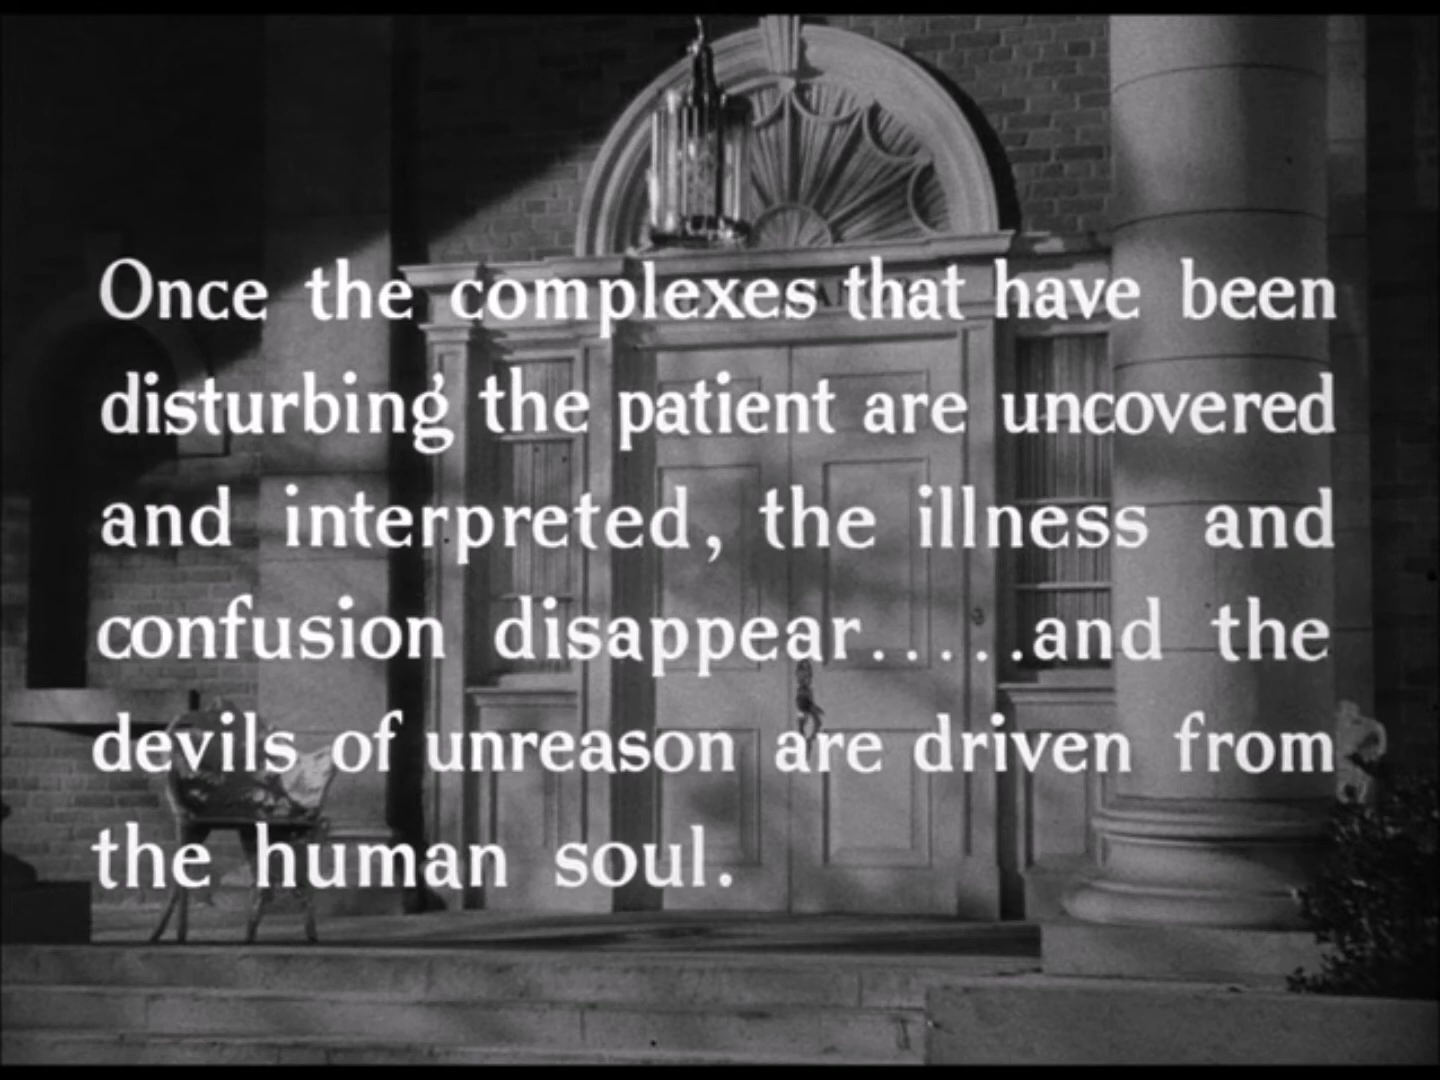 Once the complexes that have been
disturbing the patient are uncovered
and interpreted, the illness and
confusion disappear.....and the
devils of unreason are driven from
the human soul.